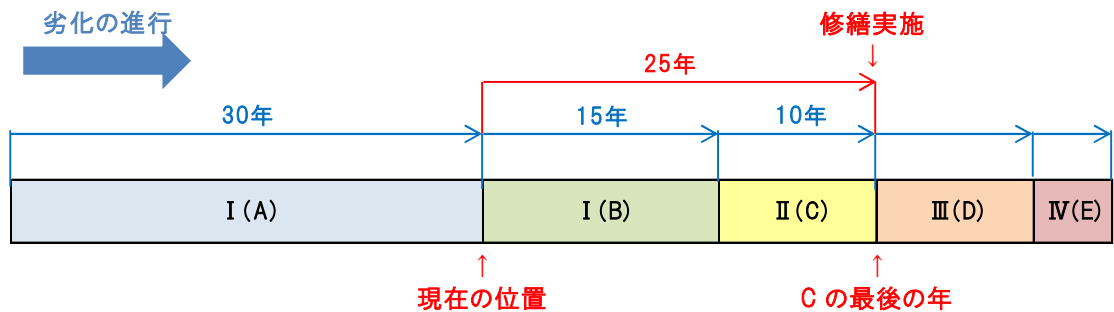 劣化の進行
修繕実施
↓
25年
30年
15年
10年
Ⅰ(A)
Ⅰ(B)
Ⅱ(C)
Ⅲ(D)
Ⅳ(E)
↑
↑
現在の位置
C の最後の年